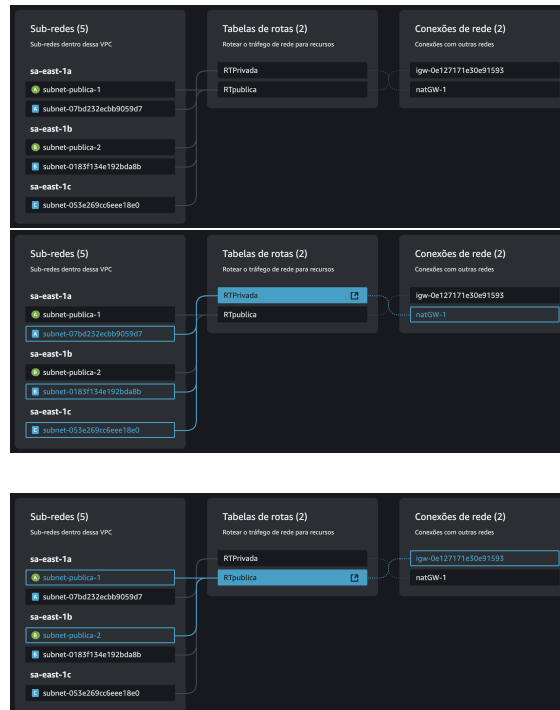 Sub-redes (5)
Sub-redes dentro dessa VPC
sa-east-1a
A subnet-publica-1
A subnet-07bd232ecbb9059d7
sa-east-1b
B subnet-publica-2
B subnet-0183f134e192bda8b
sa-east-1c
C subnet-053e269cc6eee18e0
Tabelas de rotas (2)
Rotear o tráfego de rede para recursos
RTPrivada
RTpublica
Conexões de rede (2)
Conexões com outras redes
igw-0e127171e30e91593
natGW-1
Sub-redes (5)
Sub-redes dentro dessa VPC
sa-east-1a
A subnet-publica-1
A subnet-07bd232ecbb9059d7
sa-east-1b
B subnet-publica-2
B subnet-0183f134e192bda8b
sa-east-1c
C subnet-053e269cc6eee18e0
Tabelas de rotas (2)
Rotear o tráfego de rede para recursos
RTPrivada
RTpublica
Conexões de rede (2)
Conexões com outras redes
igw-0e127171e30e91593
natGW-1
Sub-redes (5)
Sub-redes dentro dessa VPC
sa-east-1a
A subnet-publica-1
A subnet-07bd232ecbb9059d7
sa-east-1b
B subnet-publica-2
B subnet-0183f134e192bda8b
sa-east-1c
C subnet-053e269cc6eee18e0
Tabelas de rotas (2)
Rotear o tráfego de rede para recursos
RTPrivada
RTpublica
Conexões de rede (2)
Conexões com outras redes
igw-0e127171e30e91593
natGW-1